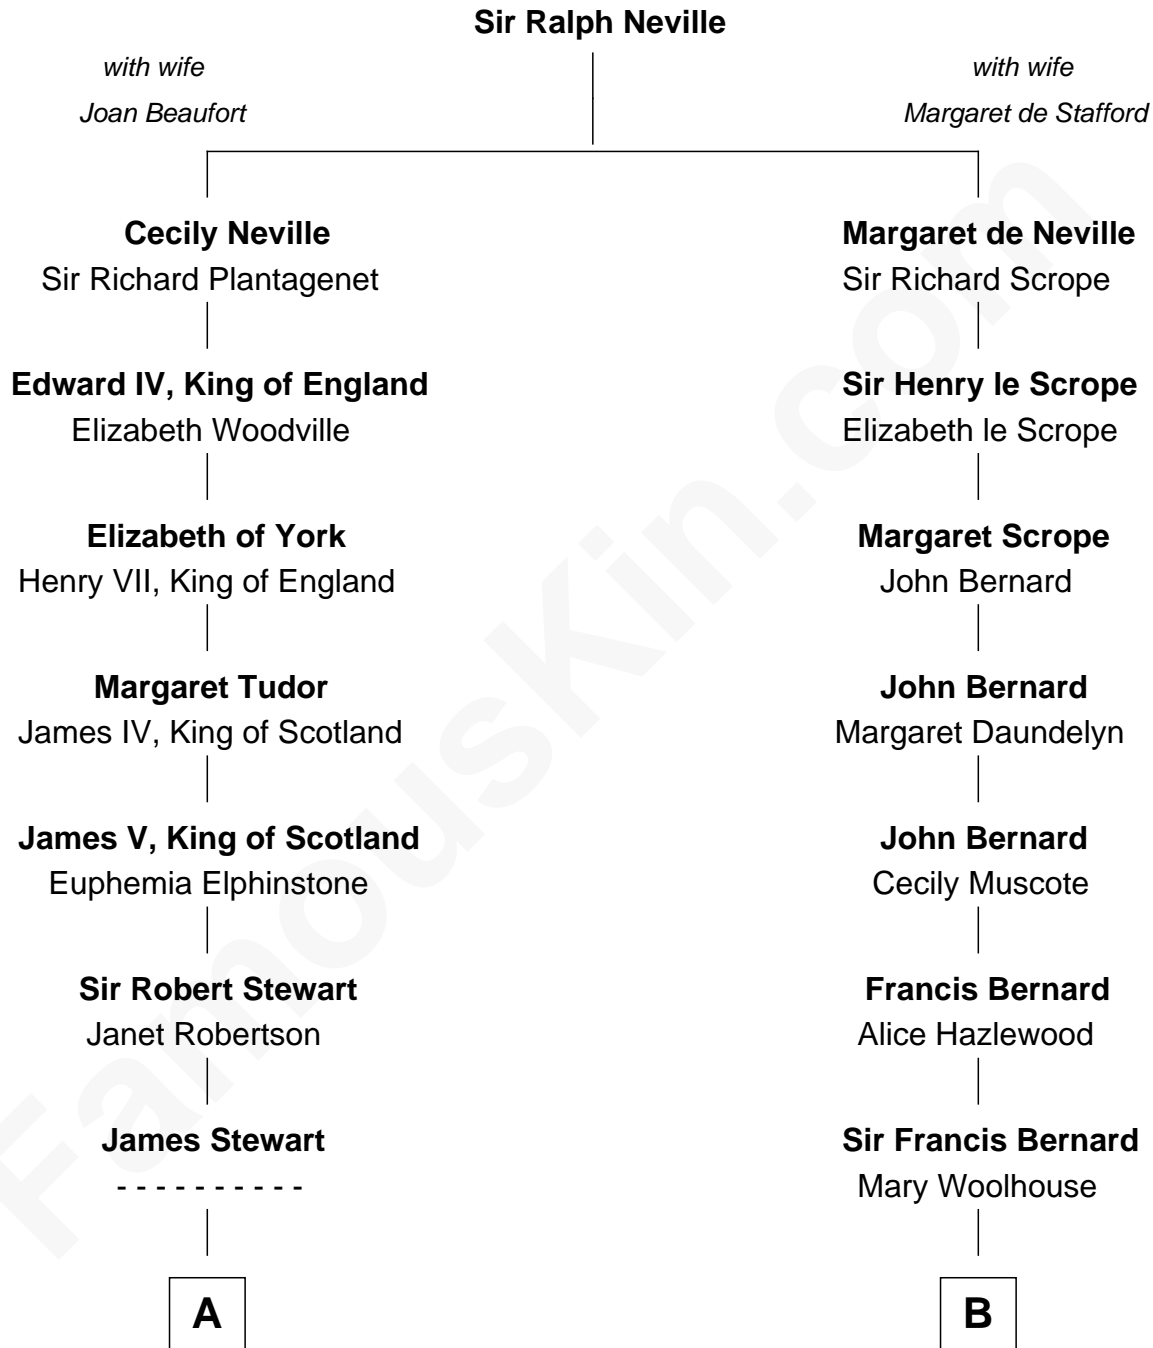 Sir Ralph Neville
with wife
Joan Beaufort
with wife
Margaret de Stafford
Cecily Neville
Sir Richard Plantagenet
Margaret de Neville
Sir Richard Scrope
Edward IV, King of England
Elizabeth Woodville
Sir Henry le Scrope
Elizabeth le Scrope
Elizabeth of York
Henry VII, King of England
Margaret Scrope
John Bernard
Margaret Tudor
James IV, King of Scotland
John Bernard
Margaret Daundelyn
James V, King of Scotland
Euphemia Elphinstone
John Bernard
Cecily Muscote
Sir Robert Stewart
Janet Robertson
Francis Bernard
Alice Hazlewood
James Stewart
- - - - - - - - - -
Sir Francis Bernard
Mary Woolhouse
A
B
FamousKin.com